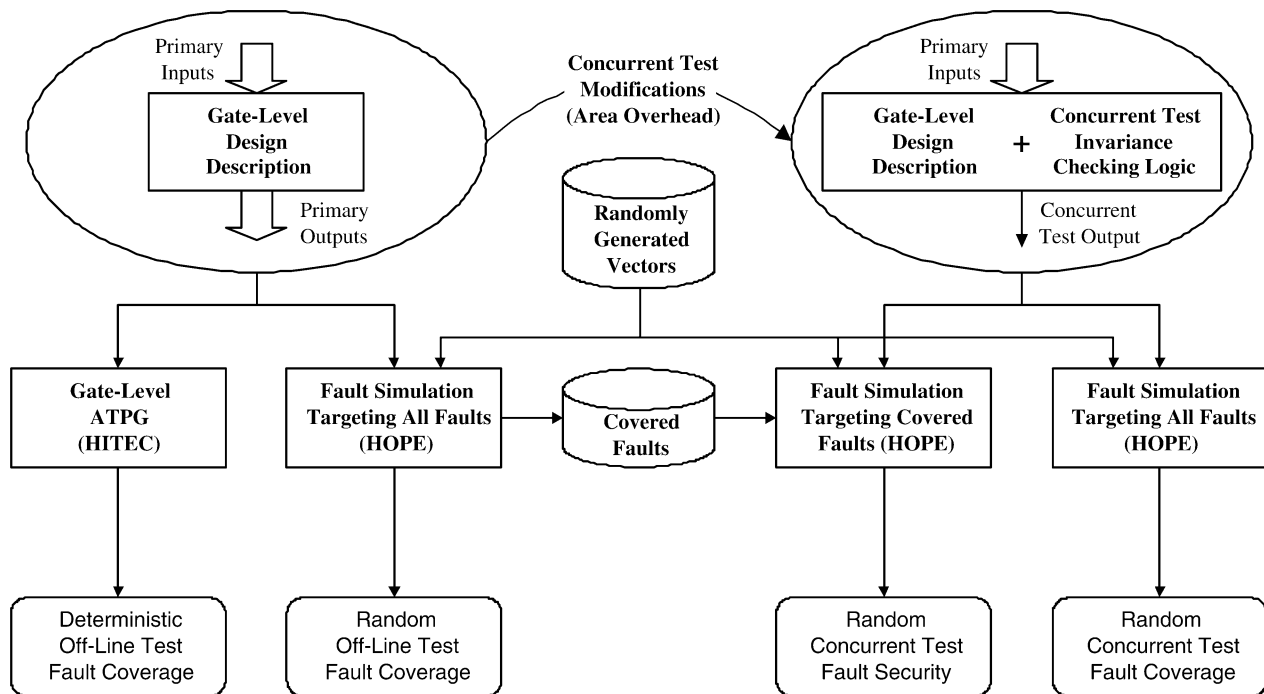 Primary
Inputs
Gate-Level
Design
Description
Primary
Outputs
Concurrent Test
Modifications
(Area Overhead)
Primary
Inputs
Gate-Level
Design
Description
+
Concurrent Test
Invariance
Checking Logic
Concurrent
Test Output
Randomly
Generated
Vectors
Gate-Level
ATPG
(HITEC)
Fault Simulation
Targeting All Faults
(HOPE)
Covered
Faults
Fault Simulation
Targeting Covered
Faults (HOPE)
Fault Simulation
Targeting All Faults
(HOPE)
Deterministic
Off-Line Test
Fault Coverage
Random
Off-Line Test
Fault Coverage
Random
Concurrent Test
Fault Security
Random
Concurrent Test
Fault Coverage